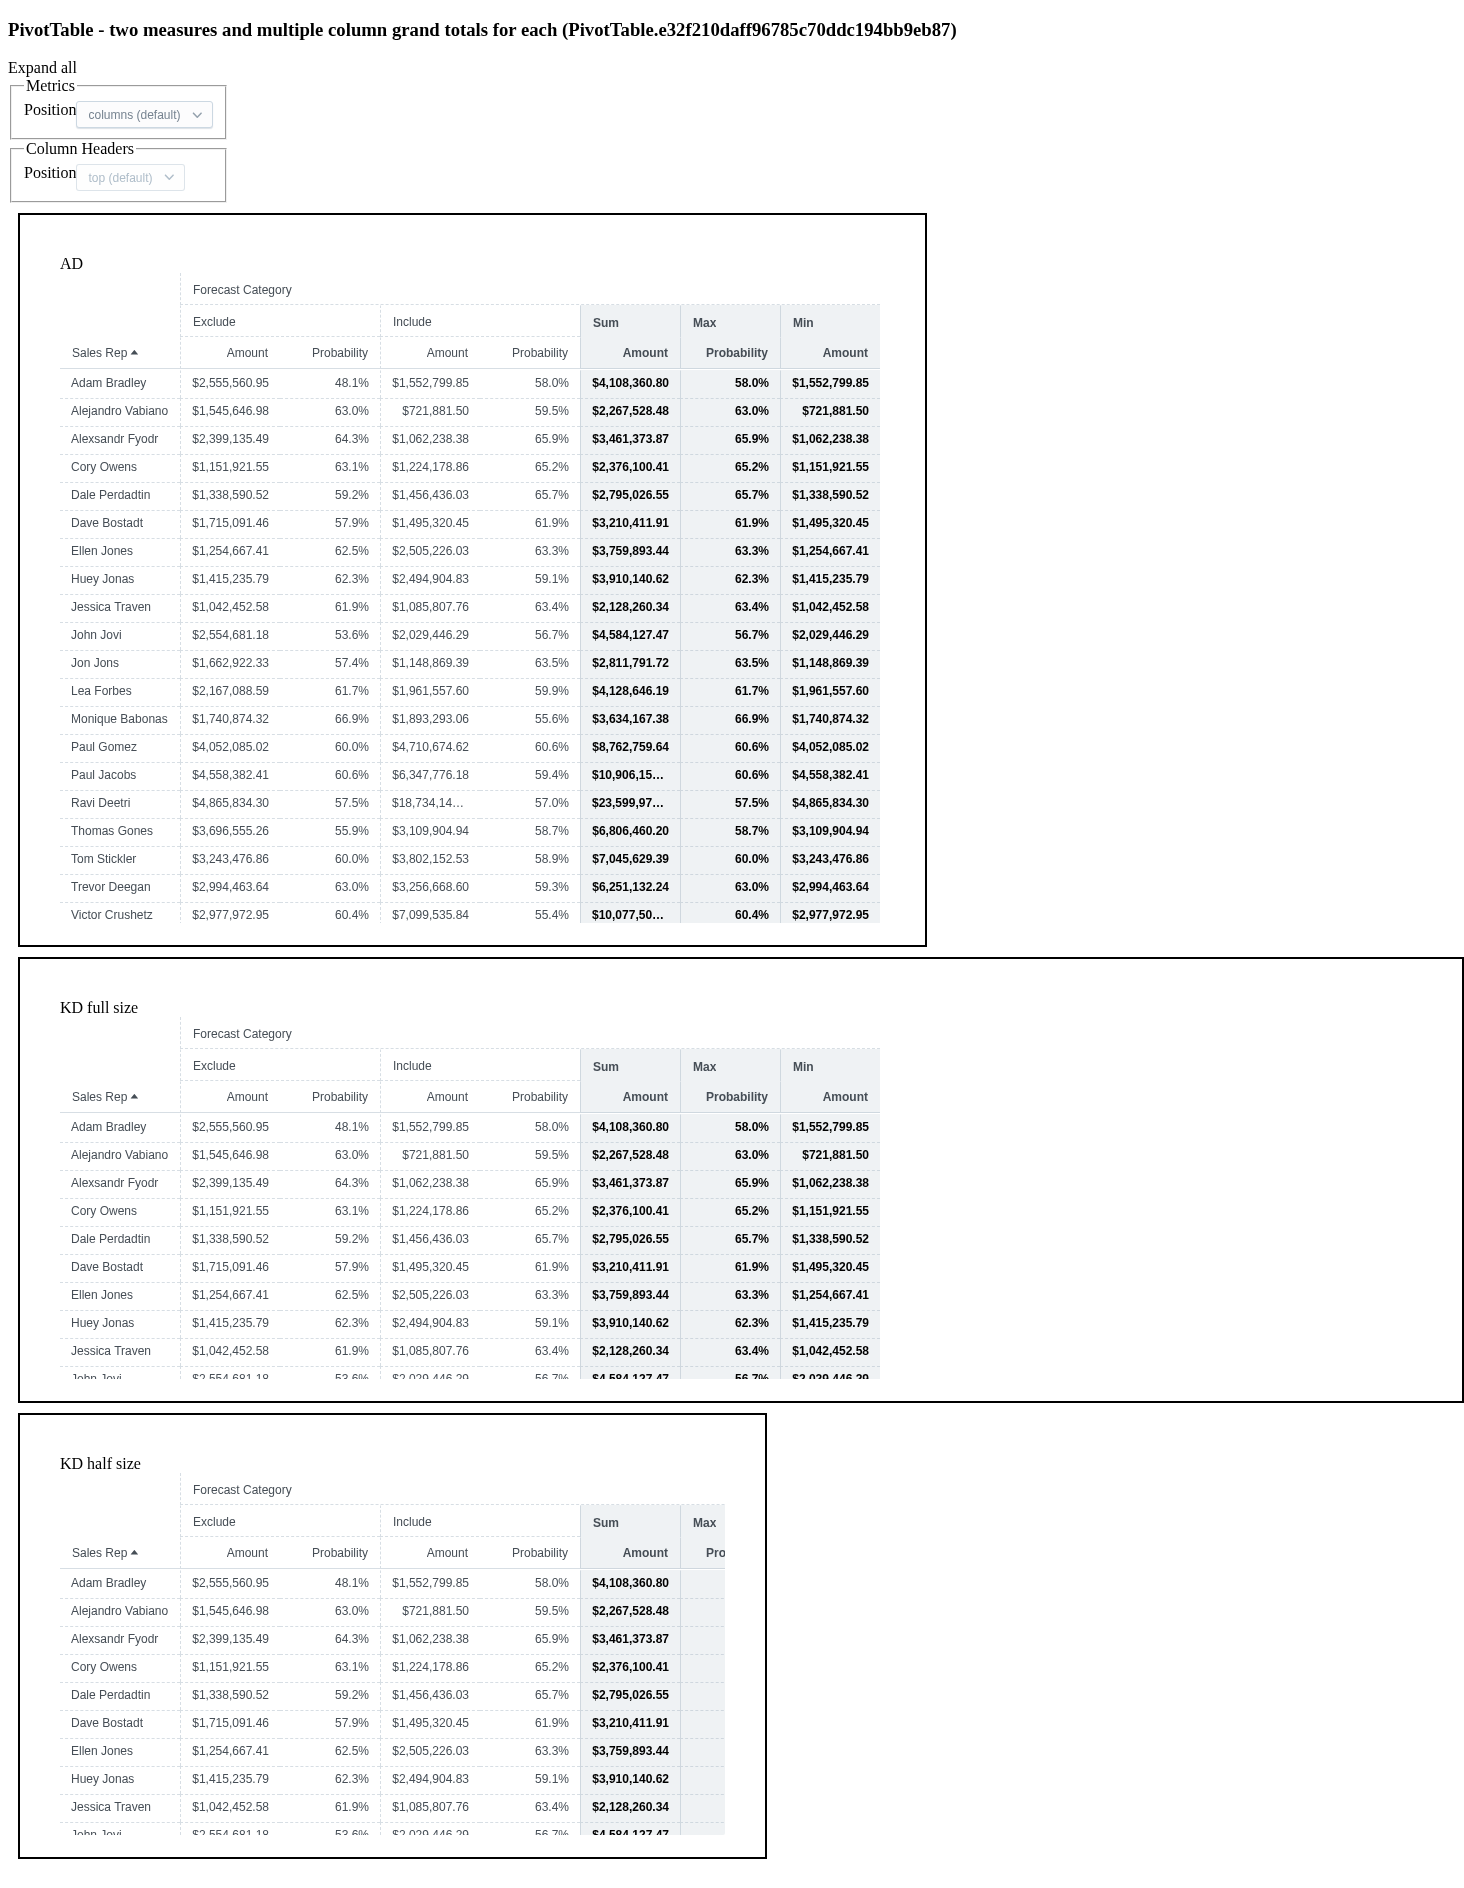 PivotTable - two measures and multiple column grand totals for each (PivotTable.e32f210daff96785c70ddc194bb9eb87)
Expand all
Metrics
Position columns (default)
Column Headers
Position top (default)
AD
Forecast Category
Exclude Include Sum Max Min
Sales Rep Amount Probability Amount Probability Amount Probability Amount
Adam Bradley $2,555,560.95 48.1% $1,552,799.85 58.0% $4,108,360.80 58.0% $1,552,799.85
Alejandro Vabiano $1,545,646.98 63.0% $721,881.50 59.5% $2,267,528.48 63.0% $721,881.50
Alexsandr Fyodr $2,399,135.49 64.3% $1,062,238.38 65.9% $3,461,373.87 65.9% $1,062,238.38
Cory Owens $1,151,921.55 63.1% $1,224,178.86 65.2% $2,376,100.41 65.2% $1,151,921.55
Dale Perdadtin $1,338,590.52 59.2% $1,456,436.03 65.7% $2,795,026.55 65.7% $1,338,590.52
Dave Bostadt $1,715,091.46 57.9% $1,495,320.45 61.9% $3,210,411.91 61.9% $1,495,320.45
Ellen Jones $1,254,667.41 62.5% $2,505,226.03 63.3% $3,759,893.44 63.3% $1,254,667.41
Huey Jonas $1,415,235.79 62.3% $2,494,904.83 59.1% $3,910,140.62 62.3% $1,415,235.79
Jessica Traven $1,042,452.58 61.9% $1,085,807.76 63.4% $2,128,260.34 63.4% $1,042,452.58
John Jovi $2,554,681.18 53.6% $2,029,446.29 56.7% $4,584,127.47 56.7% $2,029,446.29
Jon Jons $1,662,922.33 57.4% $1,148,869.39 63.5% $2,811,791.72 63.5% $1,148,869.39
Lea Forbes $2,167,088.59 61.7% $1,961,557.60 59.9% $4,128,646.19 61.7% $1,961,557.60
Monique Babonas $1,740,874.32 66.9% $1,893,293.06 55.6% $3,634,167.38 66.9% $1,740,874.32
Paul Gomez $4,052,085.02 60.0% $4,710,674.62 60.6% $8,762,759.64 60.6% $4,052,085.02
Paul Jacobs $4,558,382.41 60.6% $6,347,776.18 59.4% $10,906,15… 60.6% $4,558,382.41
Ravi Deetri $4,865,834.30 57.5% $18,734,14… 57.0% $23,599,97… 57.5% $4,865,834.30
Thomas Gones $3,696,555.26 55.9% $3,109,904.94 58.7% $6,806,460.20 58.7% $3,109,904.94
Tom Stickler $3,243,476.86 60.0% $3,802,152.53 58.9% $7,045,629.39 60.0% $3,243,476.86
Trevor Deegan $2,994,463.64 63.0% $3,256,668.60 59.3% $6,251,132.24 63.0% $2,994,463.64
Victor Crushetz $2,977,972.95 60.4% $7,099,535.84 55.4% $10,077,50… 60.4% $2,977,972.95
KD full size
Forecast Category
Exclude Include Sum Max Min
Sales Rep Amount Probability Amount Probability Amount Probability Amount
Adam Bradley $2,555,560.95 48.1% $1,552,799.85 58.0% $4,108,360.80 58.0% $1,552,799.85
Alejandro Vabiano $1,545,646.98 63.0% $721,881.50 59.5% $2,267,528.48 63.0% $721,881.50
Alexsandr Fyodr $2,399,135.49 64.3% $1,062,238.38 65.9% $3,461,373.87 65.9% $1,062,238.38
Cory Owens $1,151,921.55 63.1% $1,224,178.86 65.2% $2,376,100.41 65.2% $1,151,921.55
Dale Perdadtin $1,338,590.52 59.2% $1,456,436.03 65.7% $2,795,026.55 65.7% $1,338,590.52
Dave Bostadt $1,715,091.46 57.9% $1,495,320.45 61.9% $3,210,411.91 61.9% $1,495,320.45
Ellen Jones $1,254,667.41 62.5% $2,505,226.03 63.3% $3,759,893.44 63.3% $1,254,667.41
Huey Jonas $1,415,235.79 62.3% $2,494,904.83 59.1% $3,910,140.62 62.3% $1,415,235.79
Jessica Traven $1,042,452.58 61.9% $1,085,807.76 63.4% $2,128,260.34 63.4% $1,042,452.58
John Jovi $2,554,681.18 53.6% $2,029,446.29 56.7% $4,584,127.47 56.7% $2,029,446.29
KD half size
Forecast Category
Exclude Include Sum Max
Sales Rep Amount Probability Amount Probability Amount Pro
Adam Bradley $2,555,560.95 48.1% $1,552,799.85 58.0% $4,108,360.80
Alejandro Vabiano $1,545,646.98 63.0% $721,881.50 59.5% $2,267,528.48
Alexsandr Fyodr $2,399,135.49 64.3% $1,062,238.38 65.9% $3,461,373.87
Cory Owens $1,151,921.55 63.1% $1,224,178.86 65.2% $2,376,100.41
Dale Perdadtin $1,338,590.52 59.2% $1,456,436.03 65.7% $2,795,026.55
Dave Bostadt $1,715,091.46 57.9% $1,495,320.45 61.9% $3,210,411.91
Ellen Jones $1,254,667.41 62.5% $2,505,226.03 63.3% $3,759,893.44
Huey Jonas $1,415,235.79 62.3% $2,494,904.83 59.1% $3,910,140.62
Jessica Traven $1,042,452.58 61.9% $1,085,807.76 63.4% $2,128,260.34
John Jovi $2,554,681.18 53.6% $2,029,446.29 56.7% $4,584,127.47